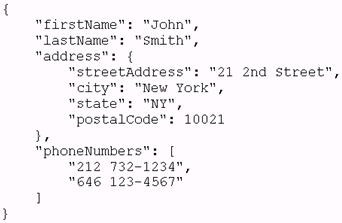 {
    "firstName": "John",
    "lastName": "Smith",
    "address": {
        "streetAddress": "21 2nd Street",
        "city": "New York",
        "state": "NY",
        "postalCode": 10021
    },
    "phoneNumbers": [
        "212 732-1234",
        "646 123-4567"
    ]
}